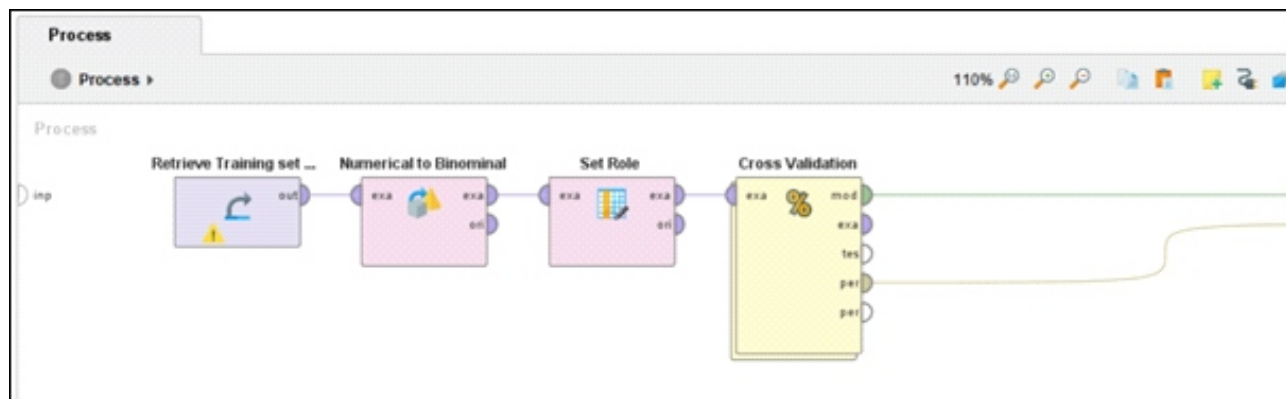 Process
Process
110%
Process
Retrieve Training set ...
Numerical to Binominal
Set Role
Cross Validation
inp
out
exa
exa
ori
exa
exa
ori
exa
mod
exa
tes
per
per